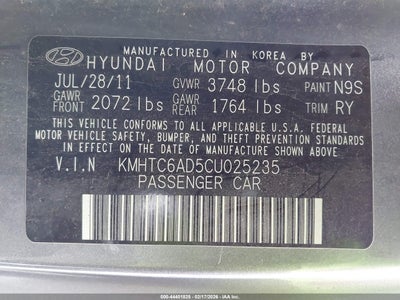 MANUFACTURED IN KOREA BY
HYUNDAI MOTOR COMPANY
JUL/28/11 GVWR 3748 lbs PAINT N9S
GAWR FRONT 2072 lbs GAWR REAR 1764 lbs TRIM RY
THIS VEHICLE CONFORMS TO ALL APPLICABLE U.S.A. FEDERAL
MOTOR VEHICLE SAFETY, BUMPER, AND THEFT PREVENTION STANDARDS
IN EFFECT ON THE DATE OF MANUFACTURE SHOWN ABOVE.
V.I.N KMHTC6AD5CU025235
PASSENGER CAR